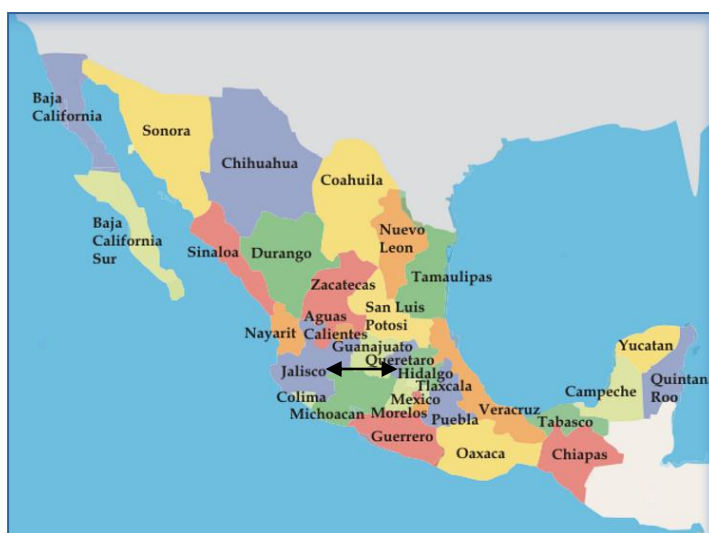 Baja
California
Sonora
Chihuahua
Coahuila
Baja
California
Sur
Sinaloa
Durango
Nuevo
Leon
Tamaulipas
Zacatecas
San Luis
Potosi
Nayarit
Aguas
Calientes
Guanajuato
Queretaro
Hidalgo
Jalisco
Tlaxcala
Colima
Mexico
Michoacan
Morelos
Puebla
Veracruz
Guerrero
Oaxaca
Tabasco
Chiapas
Campeche
Yucatan
Quintan
Roo